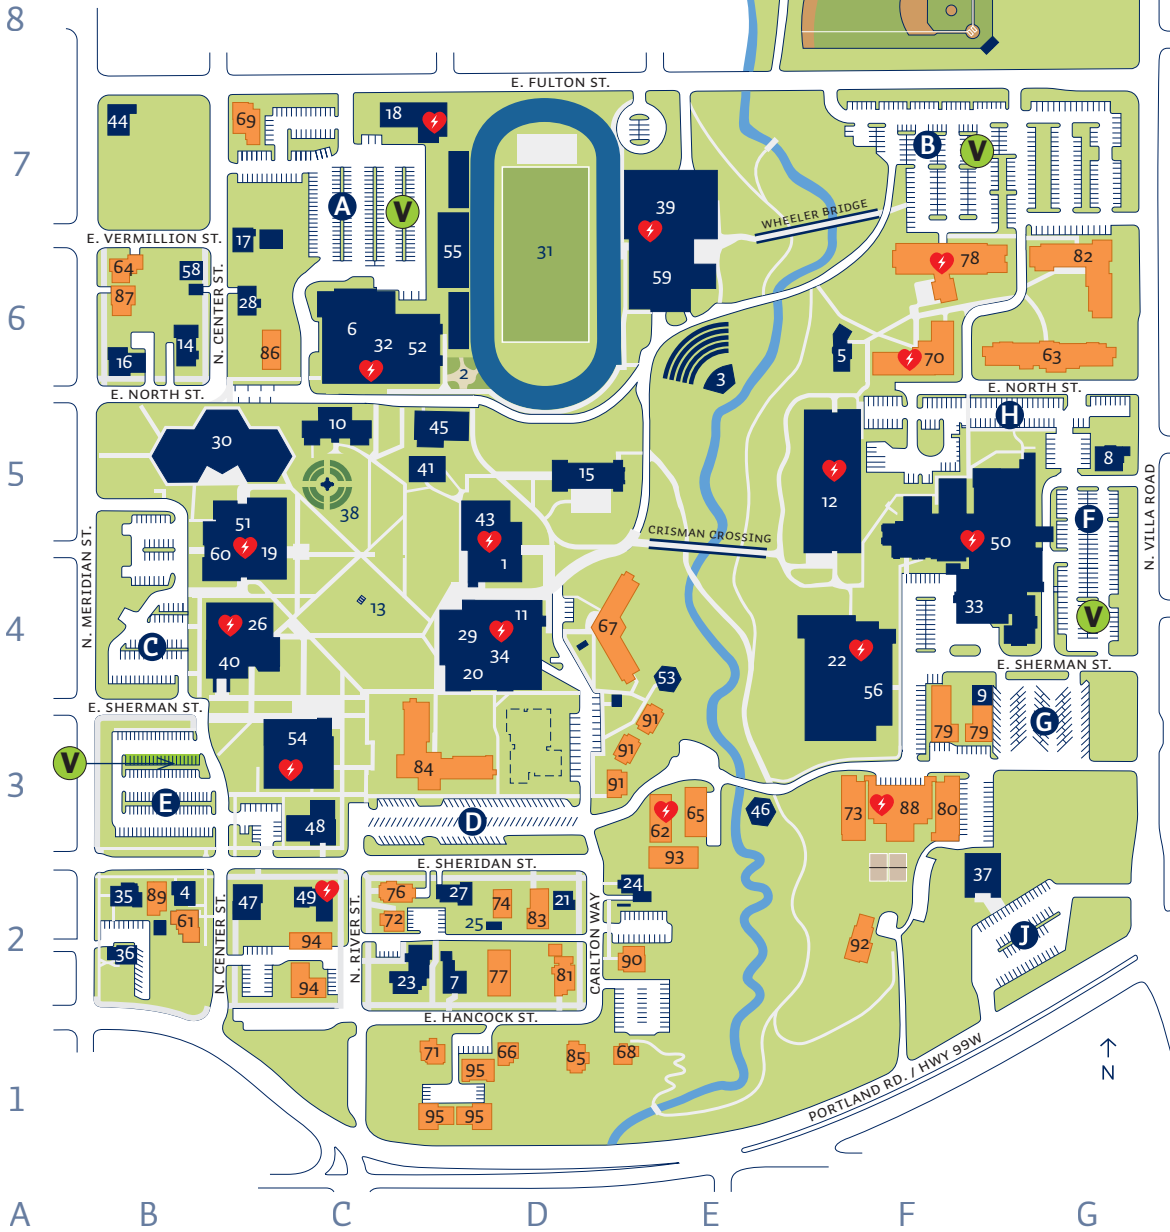 8
E. FULTON ST.
44
69
18
7
B
V
A
V
39
WHEELER BRIDGE
E. VERMILLION ST.
17
55
31
78
82
64
58
59
87
28
6
6
32
52
N. CENTER ST.
14
16
86
2
3
5
70
63
E. NORTH ST.
E. NORTH ST.
H
30
10
45
41
15
12
8
5
38
N. VILLA ROAD
51
60
19
43
1
CRISMAN CROSSING
F
50
N. MERIDIAN ST.
13
4
26
40
C
11
29
34
20
67
33
V
22
56
E. SHERMAN ST.
53
9
E. SHERMAN ST.
91
79
79
G
54
91
V
84
91
3
E
48
D
62
65
46
73
88
80
93
E. SHERIDAN ST.
37
35
89
4
47
49
76
27
74
83
21
24
61
72
25
N. CENTER ST.
N. RIVER ST.
CARLTON WAY
2
36
94
94
23
7
77
81
90
92
J
E. HANCOCK ST.
71
66
85
68
95
PORTLAND RD. / HWY 99W
N
1
95
95
A
B
C
D
E
F
G